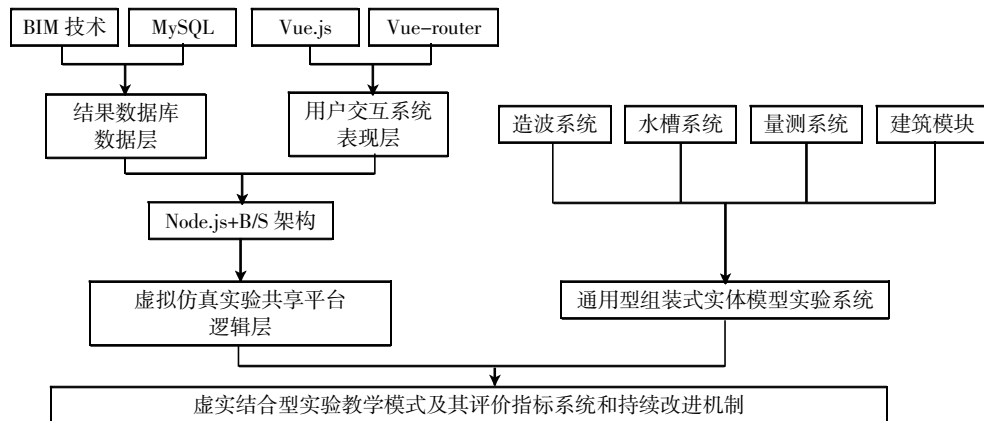 BIM 技术
MySQL
Vue.js
Vue-router
结果数据库
数据层
用户交互系统
表现层
造波系统
水槽系统
量测系统
建筑模块
Node.js+B/S 架构
虚拟仿真实验共享平台
逻辑层
通用型组装式实体模型实验系统
虚实结合型实验教学模式及其评价指标系统和持续改进机制